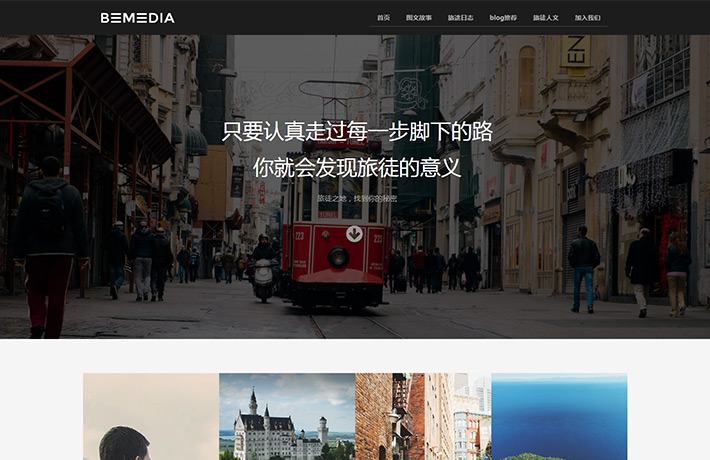 BEMEDIA
首页 图文故事 旅途日志 blog推荐 旅徒人文 加入我们
只要认真走过每一步脚下的路
你就会发现旅徒的意义
旅徒之地，找到你的秘密
223 223